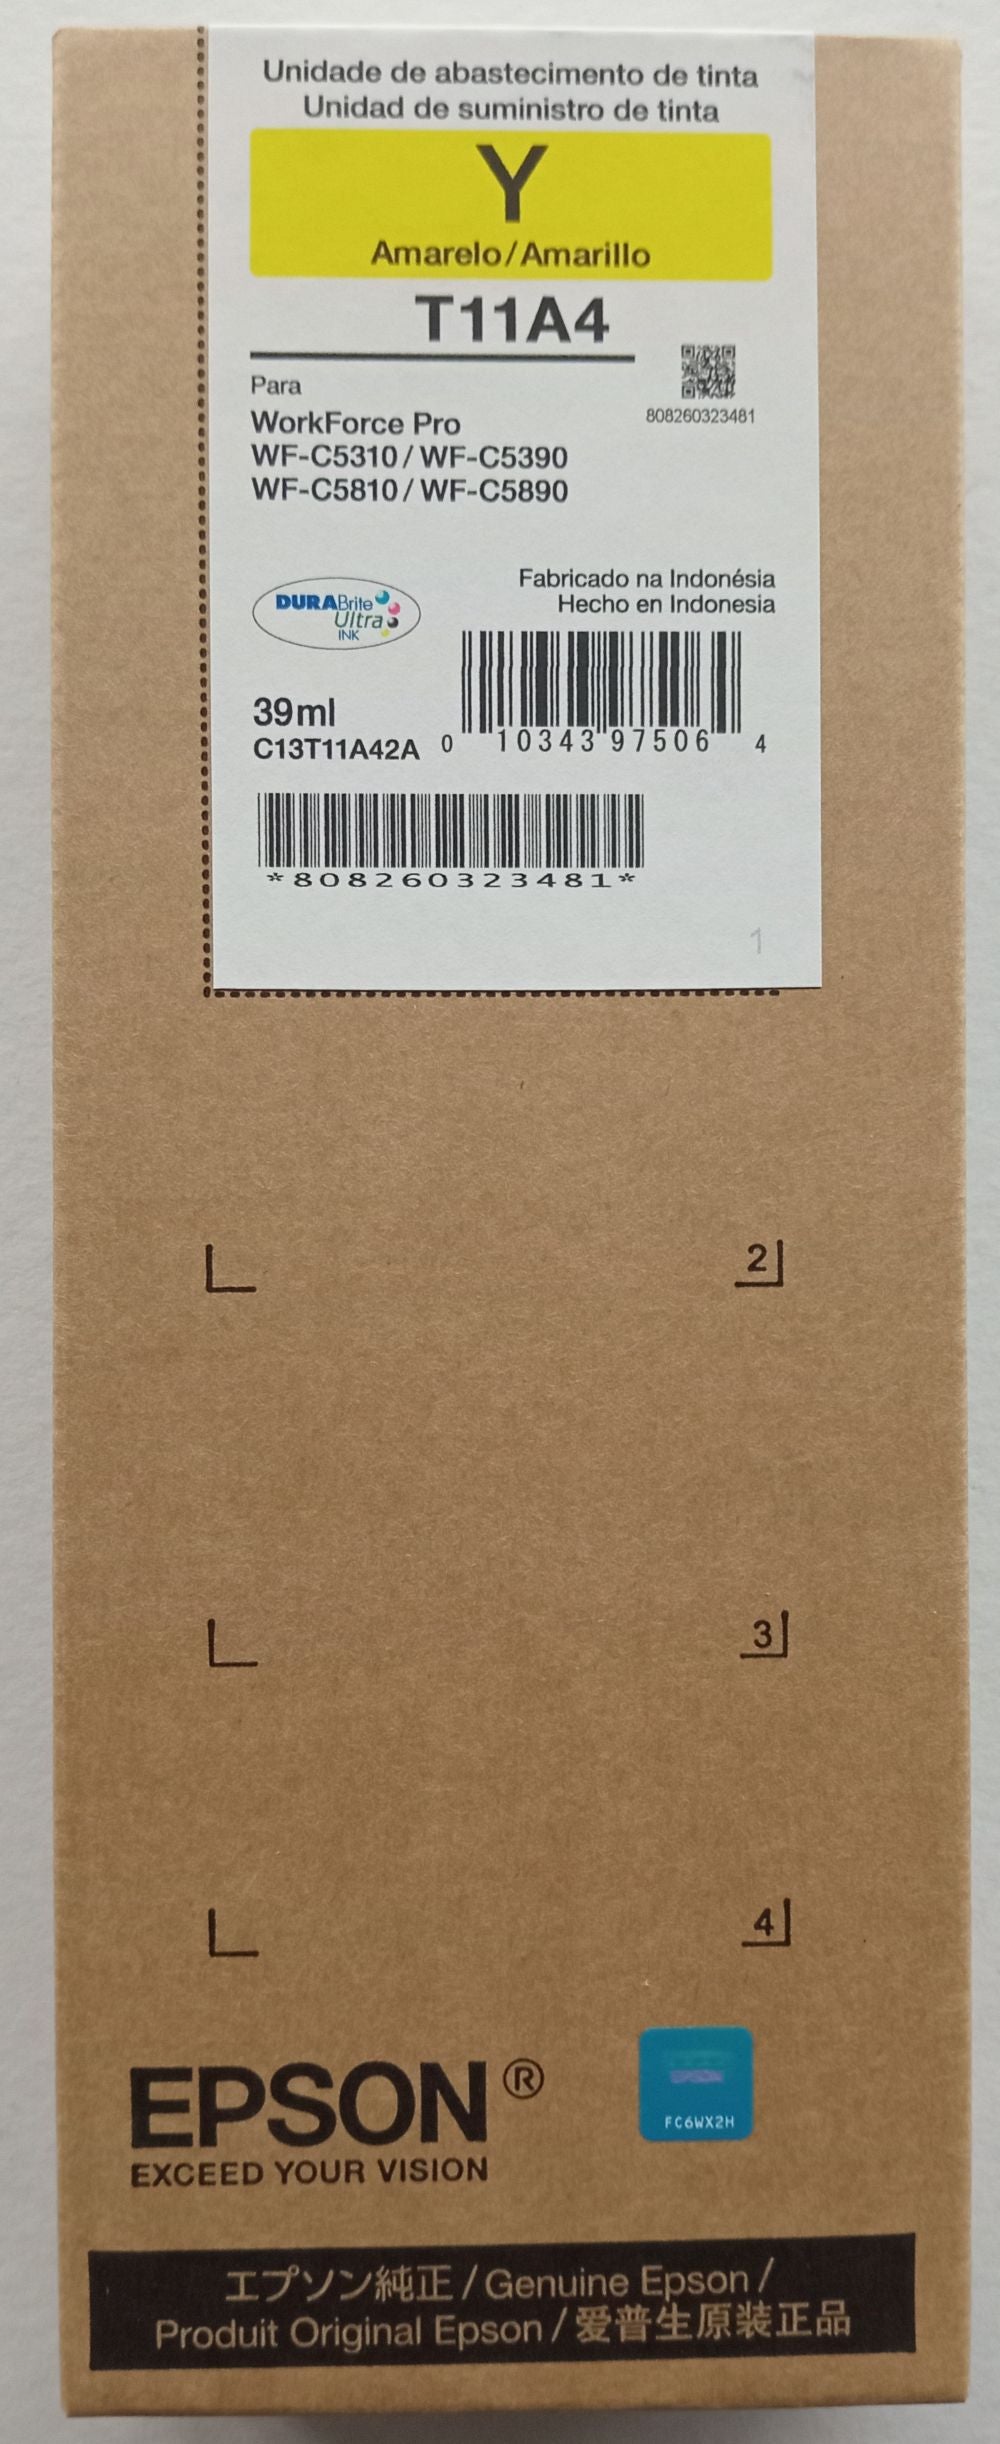 Unidade de abastecimento de tinta
Unidad de suministro de tinta
Y
Amarelo/Amarillo
T11A4
Para
WorkForce Pro
WF-C5310/WF-C5390
WF-C5810/WF-C5890
808260323481
Fabricado na Indonésia
Hecho en Indonesia
DURABrite
Ultra
INK
39ml
C13T11A42A
0 10343 97506 4
*808260323481*
1
2
3
4
EPSON®
EXCEED YOUR VISION
FC6WX2H
エプソン純正/Genuine Epson/
Produit Original Epson/爱普生原装正品